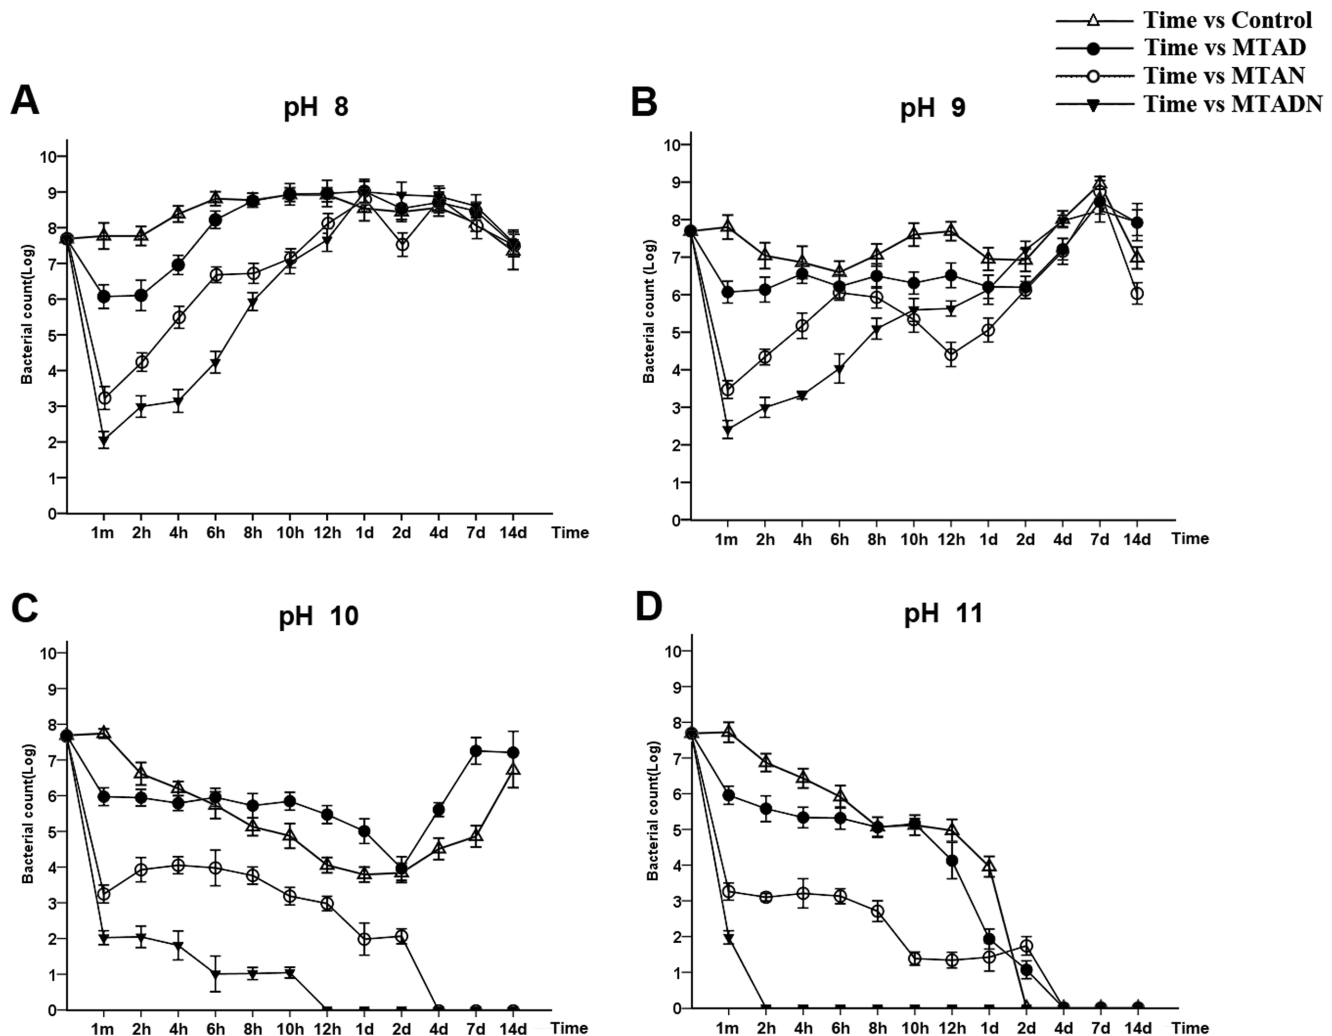 Time vs Control
Time vs MTAD
Time vs MTAN
Time vs MTADN
A
pH 8
Bacterial count(Log)
10
9
8
7
6
5
4
3
2
1
0
1m 2h 4h 6h 8h 10h 12h 1d 2d 4d 7d 14d Time
B
pH 9
Bacterial count (Log)
10
9
8
7
6
5
4
3
2
1
0
1m 2h 4h 6h 8h 10h 12h 1d 2d 4d 7d 14d Time
C
pH 10
Bacterial count(Log)
10
9
8
7
6
5
4
3
2
1
0
1m 2h 4h 6h 8h 10h 12h 1d 2d 4d 7d 14d Time
D
pH 11
Bacterial count(Log)
10
9
8
7
6
5
4
3
2
1
0
1m 2h 4h 6h 8h 10h 12h 1d 2d 4d 7d 14d Time